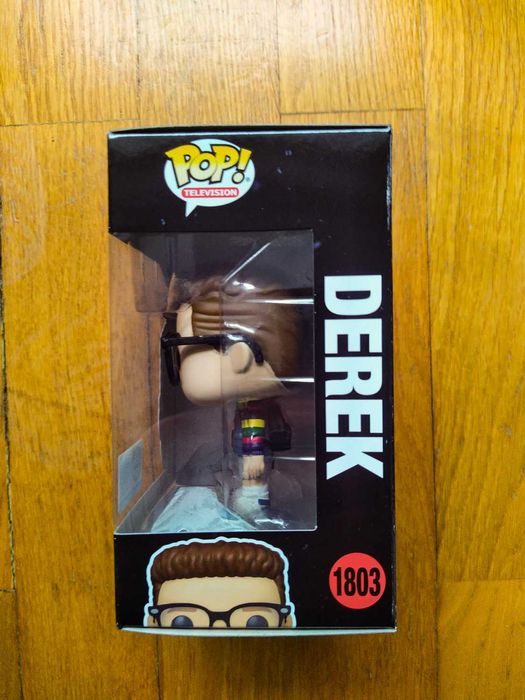 POP!
TELEVISION
DEREK
1803